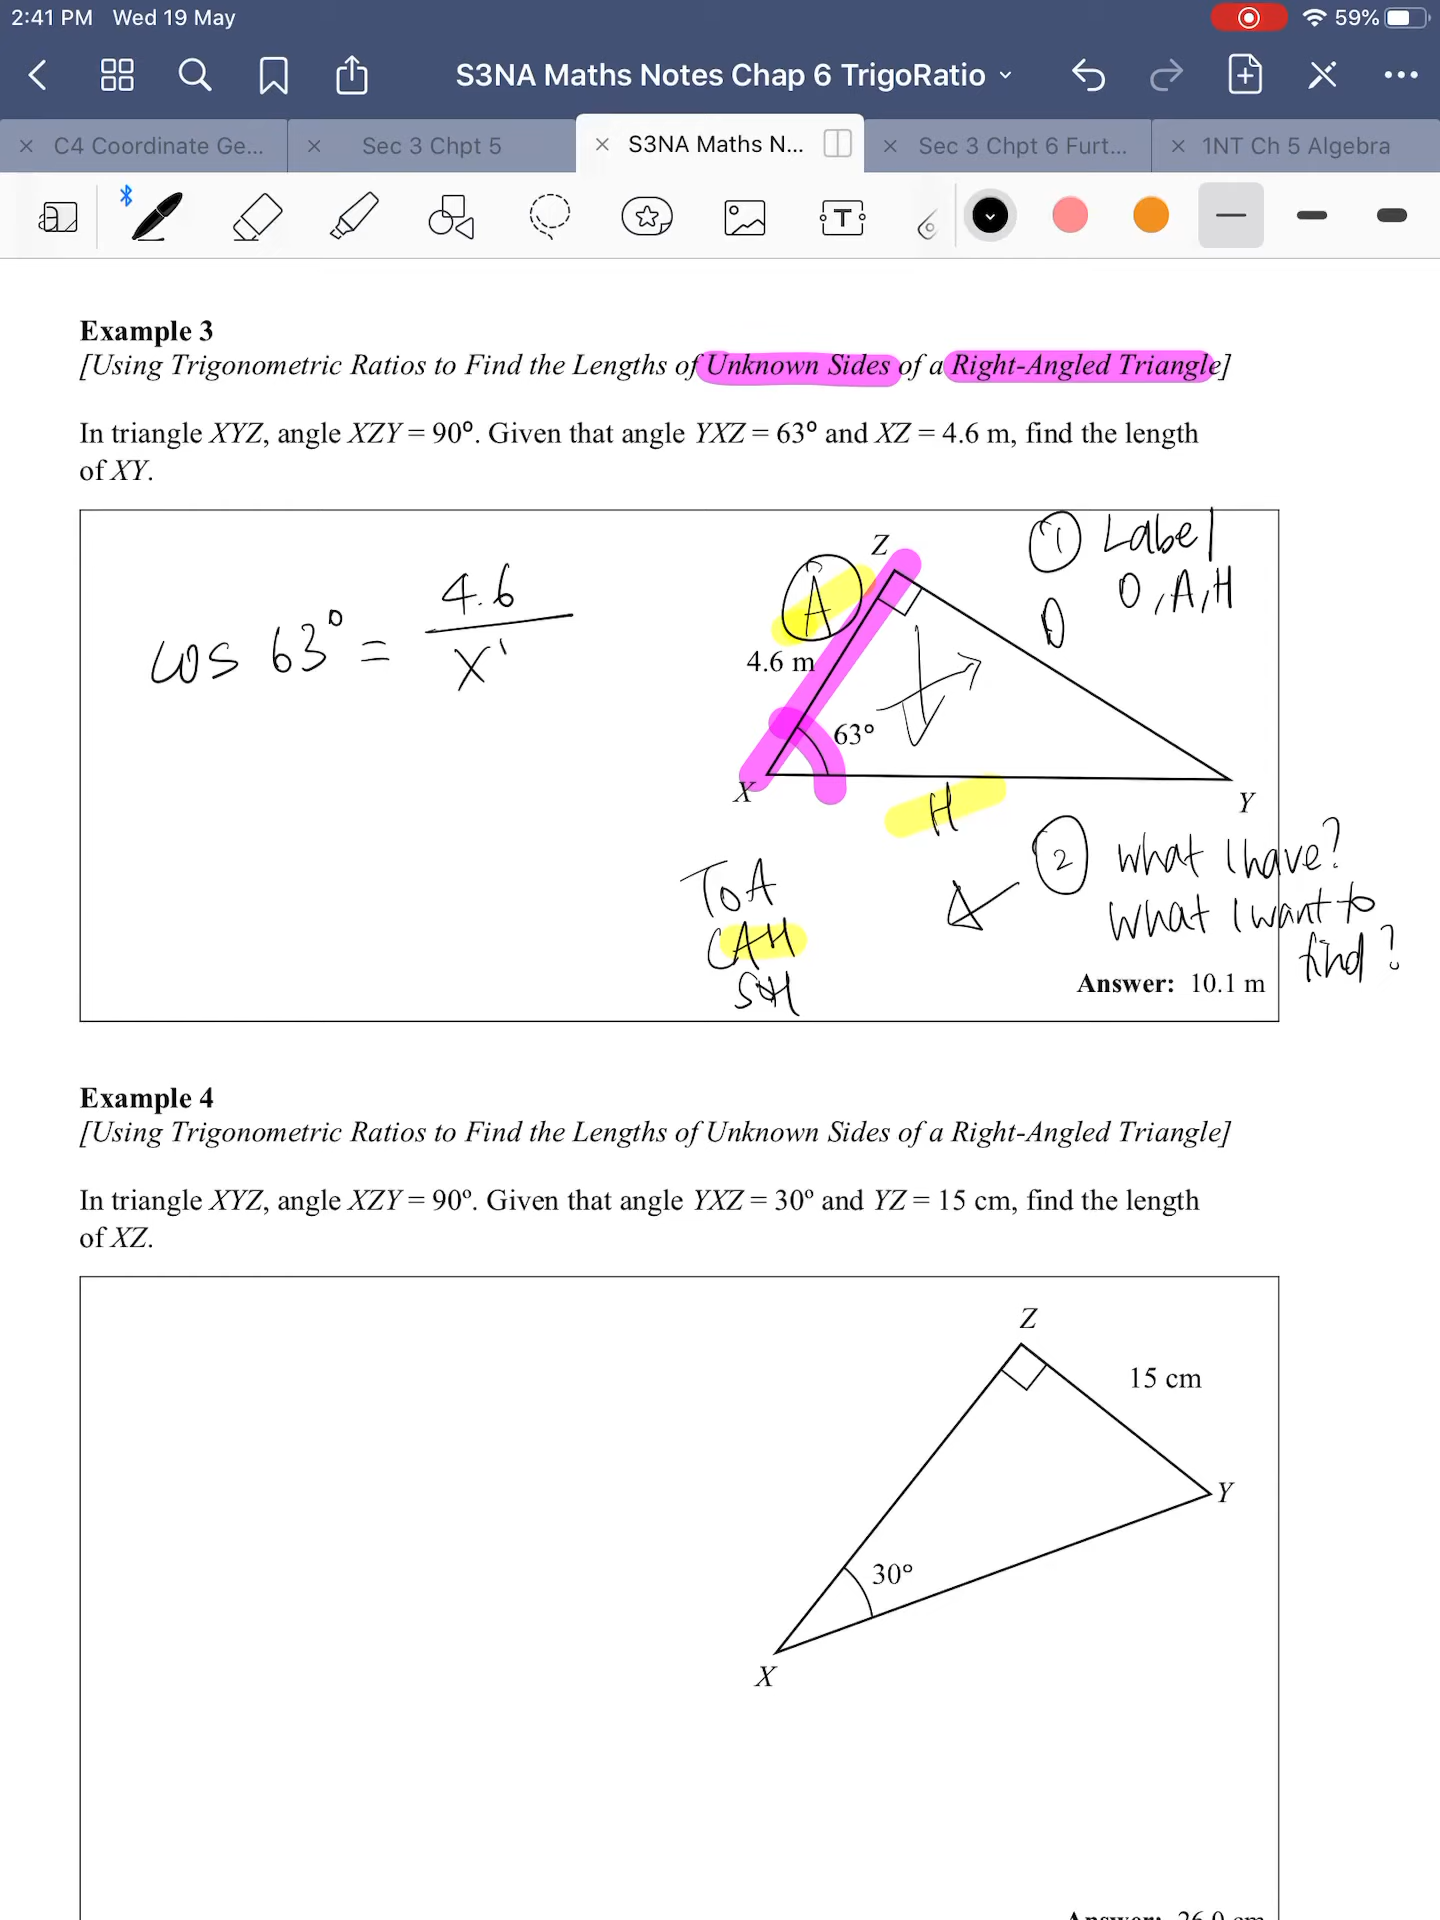 2:41 PM Wed 19 May
59%
S3NA Maths Notes Chap 6 TrigoRatio
C4 Coordinate Ge...
Sec 3 Chpt 5
S3NA Maths N...
Sec 3 Chpt 6 Furt...
1NT Ch 5 Algebra
Example 3
[Using Trigonometric Ratios to Find the Lengths of Unknown Sides of a Right-Angled Triangle]
In triangle XYZ, angle XZY = 90°. Given that angle YXZ = 63° and XZ = 4.6 m, find the length
of XY.
cos 63° = 4.6
X
Z
A
4.6 m
63°
X
Y
H
O
① Label
O, A, H
② what I have?
what I want to
find?
TOA
CAH
SOH
Answer: 10.1 m
Example 4
[Using Trigonometric Ratios to Find the Lengths of Unknown Sides of a Right-Angled Triangle]
In triangle XYZ, angle XZY = 90°. Given that angle YXZ = 30° and YZ = 15 cm, find the length
of XZ.
Z
15 cm
Y
30°
X